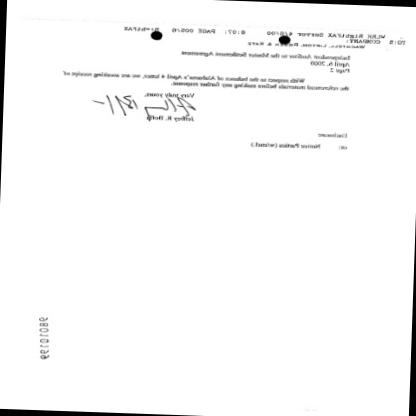 WLRK RightFAX Server 4/6/00 6:07: PAGE 006/6 RightFAX
TO:S COMPANY:
WACHTELL, LIPTON, ROSEN & KATZ
Independent Auditor to the Master Settlement Agreement
April 6, 2000
Page 2
With respect to the balance of Alabama's April 4 letter, we are awaiting receipt of
the referenced materials before making any further response.
Very truly yours,
Jeffrey R. Boffa
Enclosure
cc: Notice Parties (w/encl.)
98010199